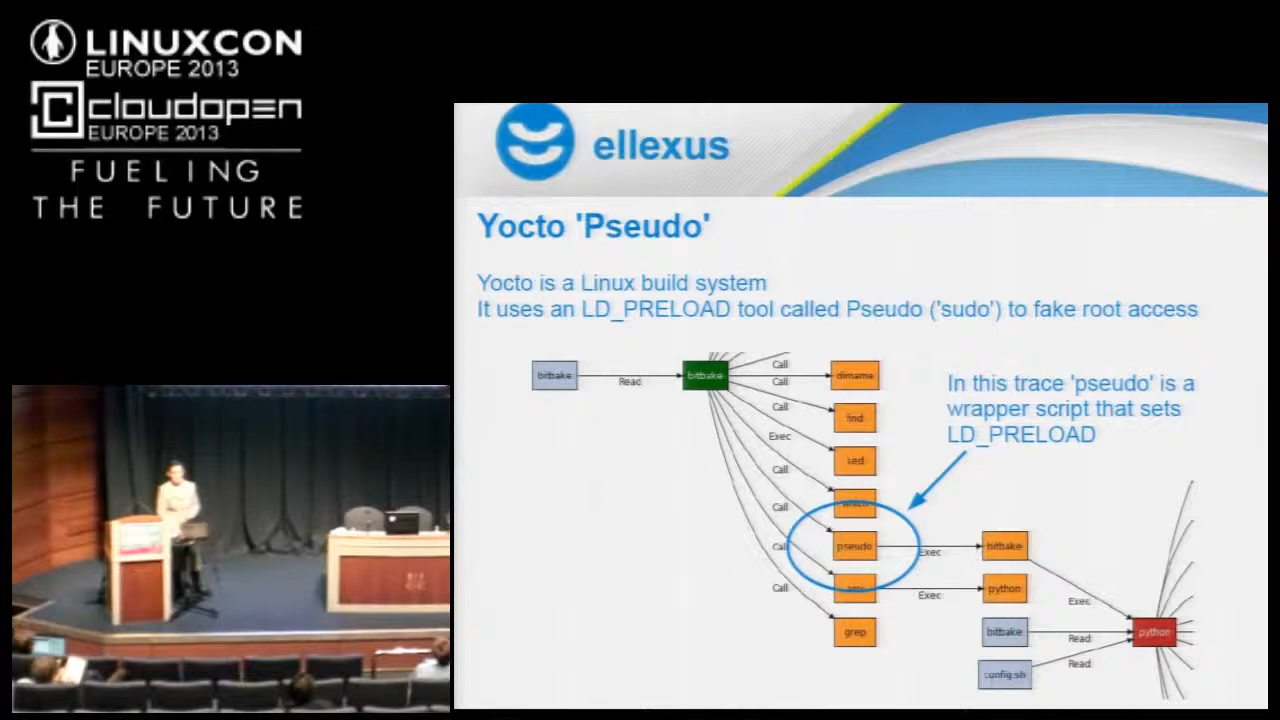 LINUXCON
EUROPE 2013
cloudopen
EUROPE 2013
FUELING
THE FUTURE
ellexus
Yocto 'Pseudo'
Yocto is a Linux build system
It uses an LD_PRELOAD tool called Pseudo ('sudo') to fake root access
In this trace 'pseudo' is a
wrapper script that sets
LD_PRELOAD
bitbake
Read
bitbake
Call
Call
Call
Exec
Call
Call
Call
Call
dirname
find
sed
pseudo
grep
Exec
bitbake
Exec
python
bitbake
config.sh
Exec
Read
Read
python